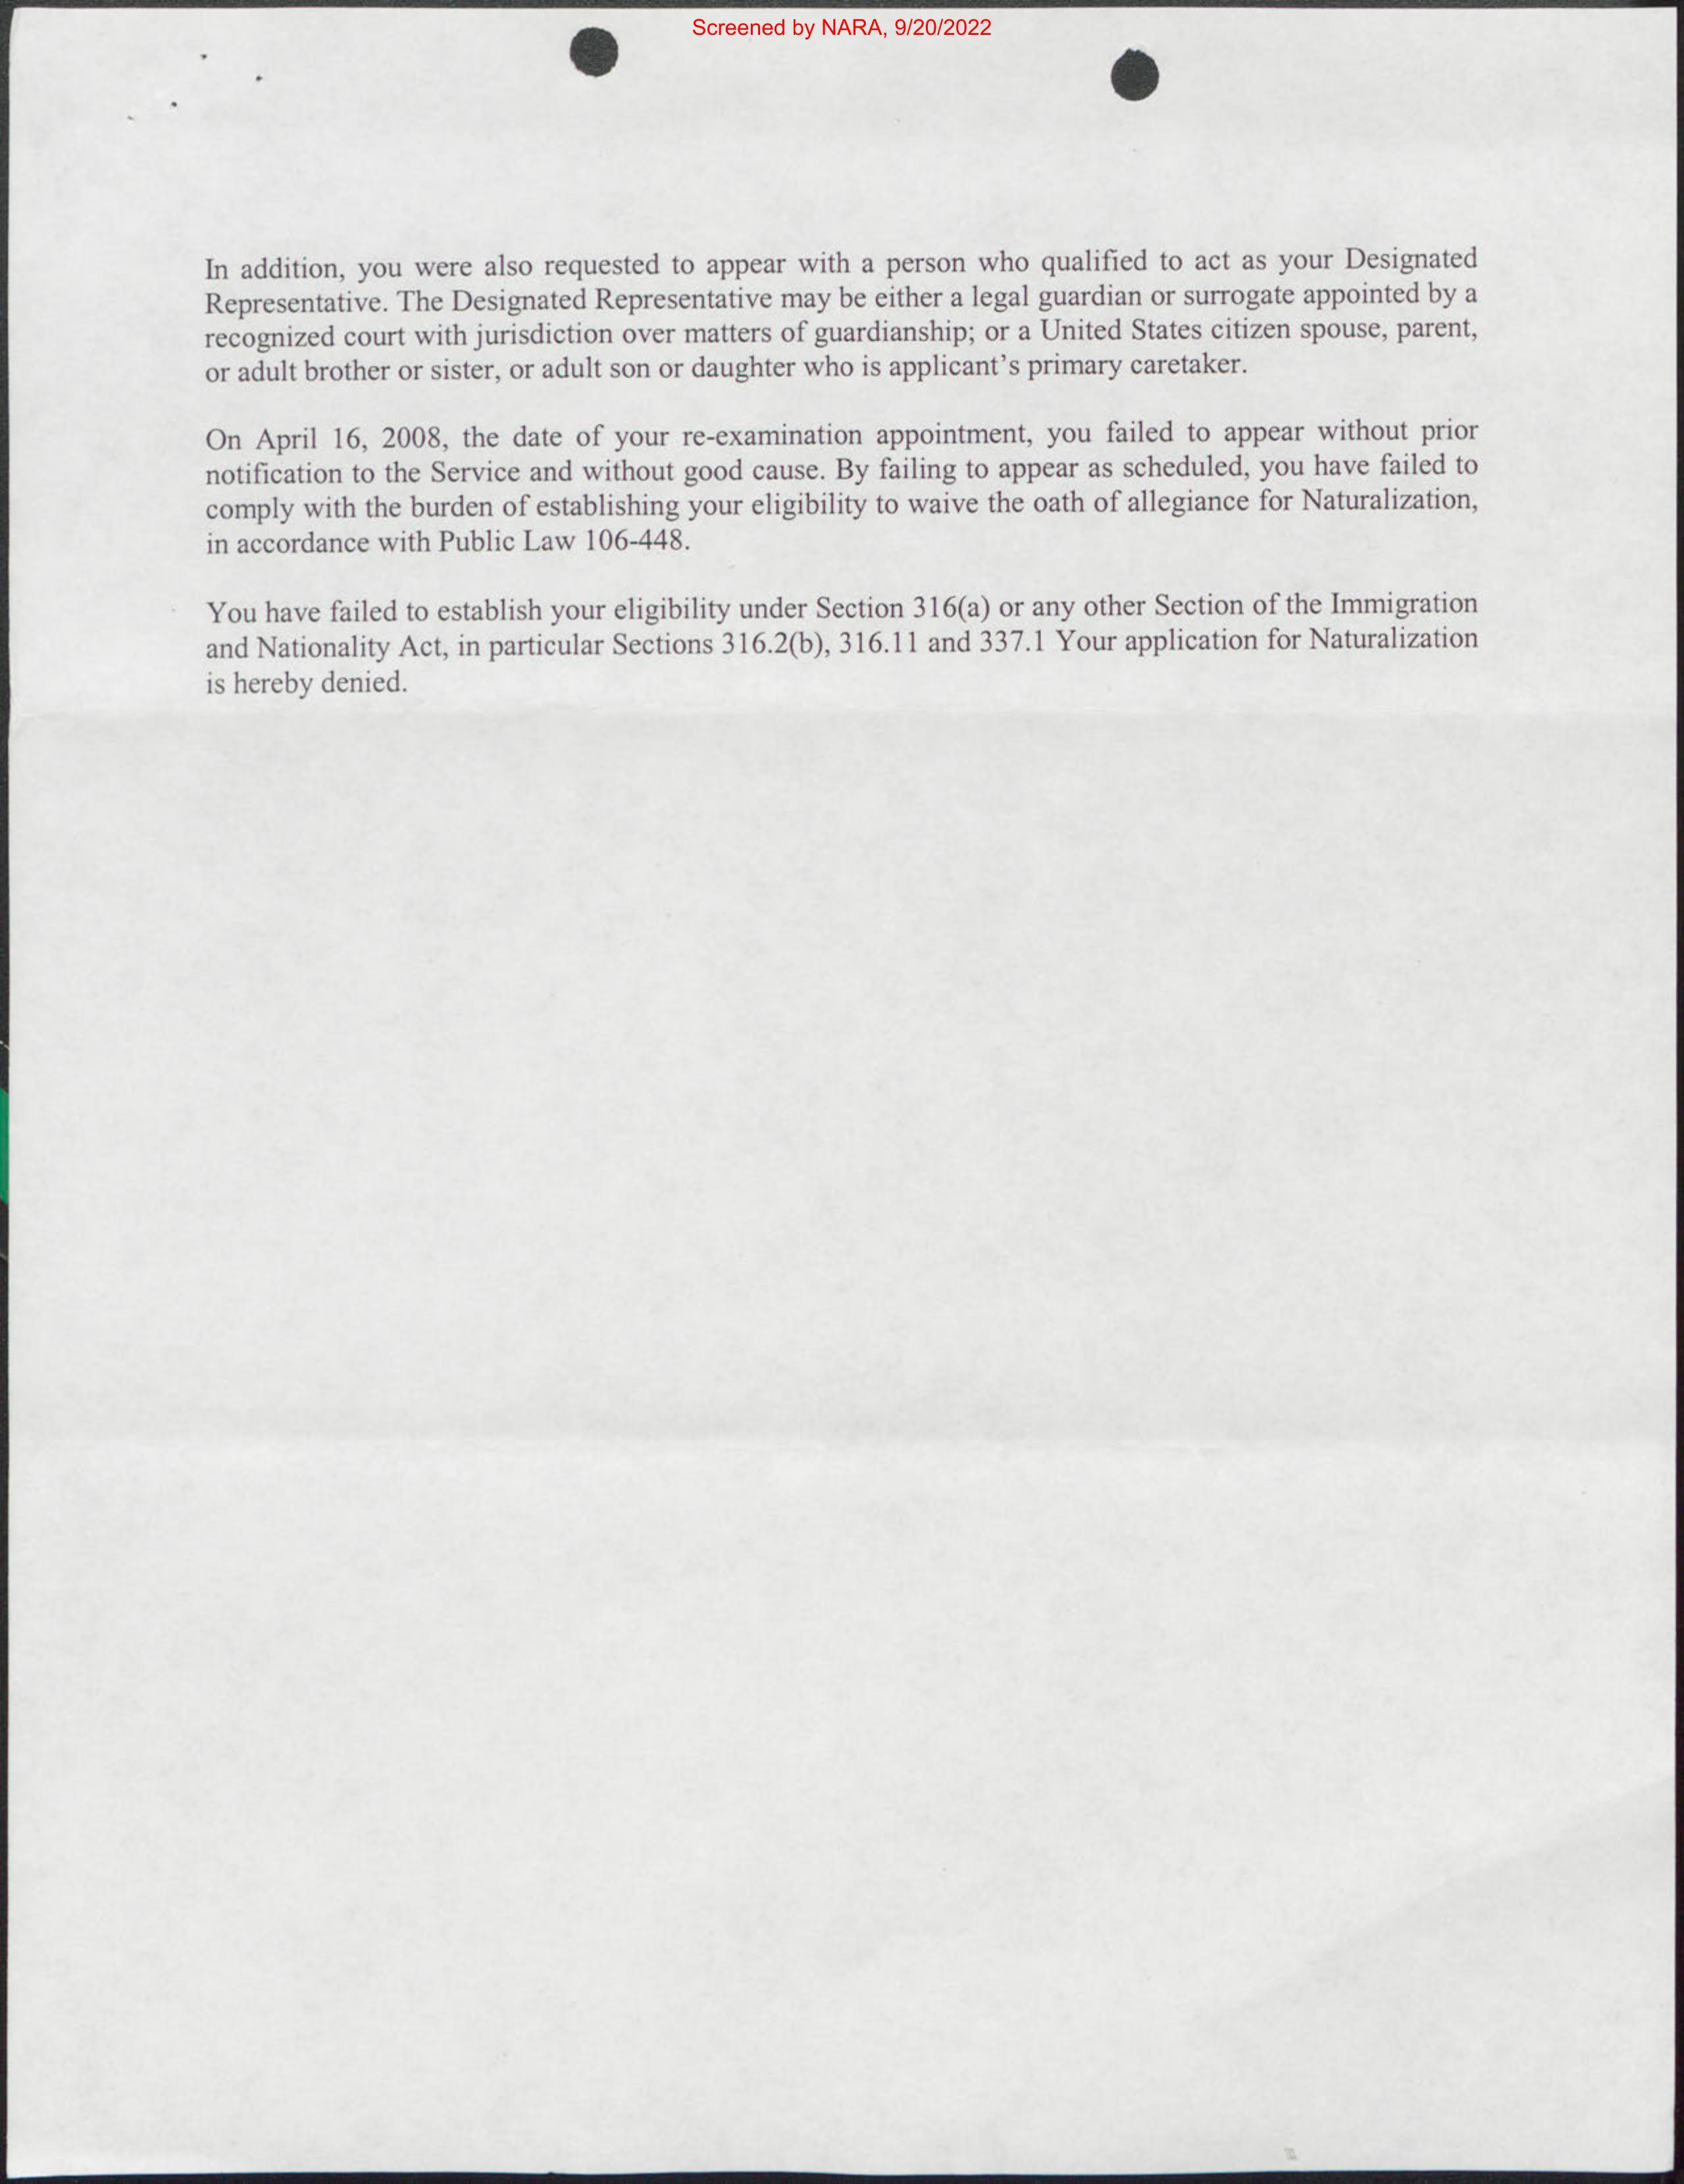 Screened by NARA, 9/20/2022
In addition, you were also requested to appear with a person who qualified to act as your Designated
Representative. The Designated Representative may be either a legal guardian or surrogate appointed by a
recognized court with jurisdiction over matters of guardianship; or a United States citizen spouse, parent,
or adult brother or sister, or adult son or daughter who is applicant's primary caretaker.
On April 16, 2008, the date of your re-examination appointment, you failed to appear without prior
notification to the Service and without good cause. By failing to appear as scheduled, you have failed to
comply with the burden of establishing your eligibility to waive the oath of allegiance for Naturalization,
in accordance with Public Law 106-448.
You have failed to establish your eligibility under Section 316(a) or any other Section of the Immigration
and Nationality Act, in particular Sections 316.2(b), 316.11 and 337.1 Your application for Naturalization
is hereby denied.